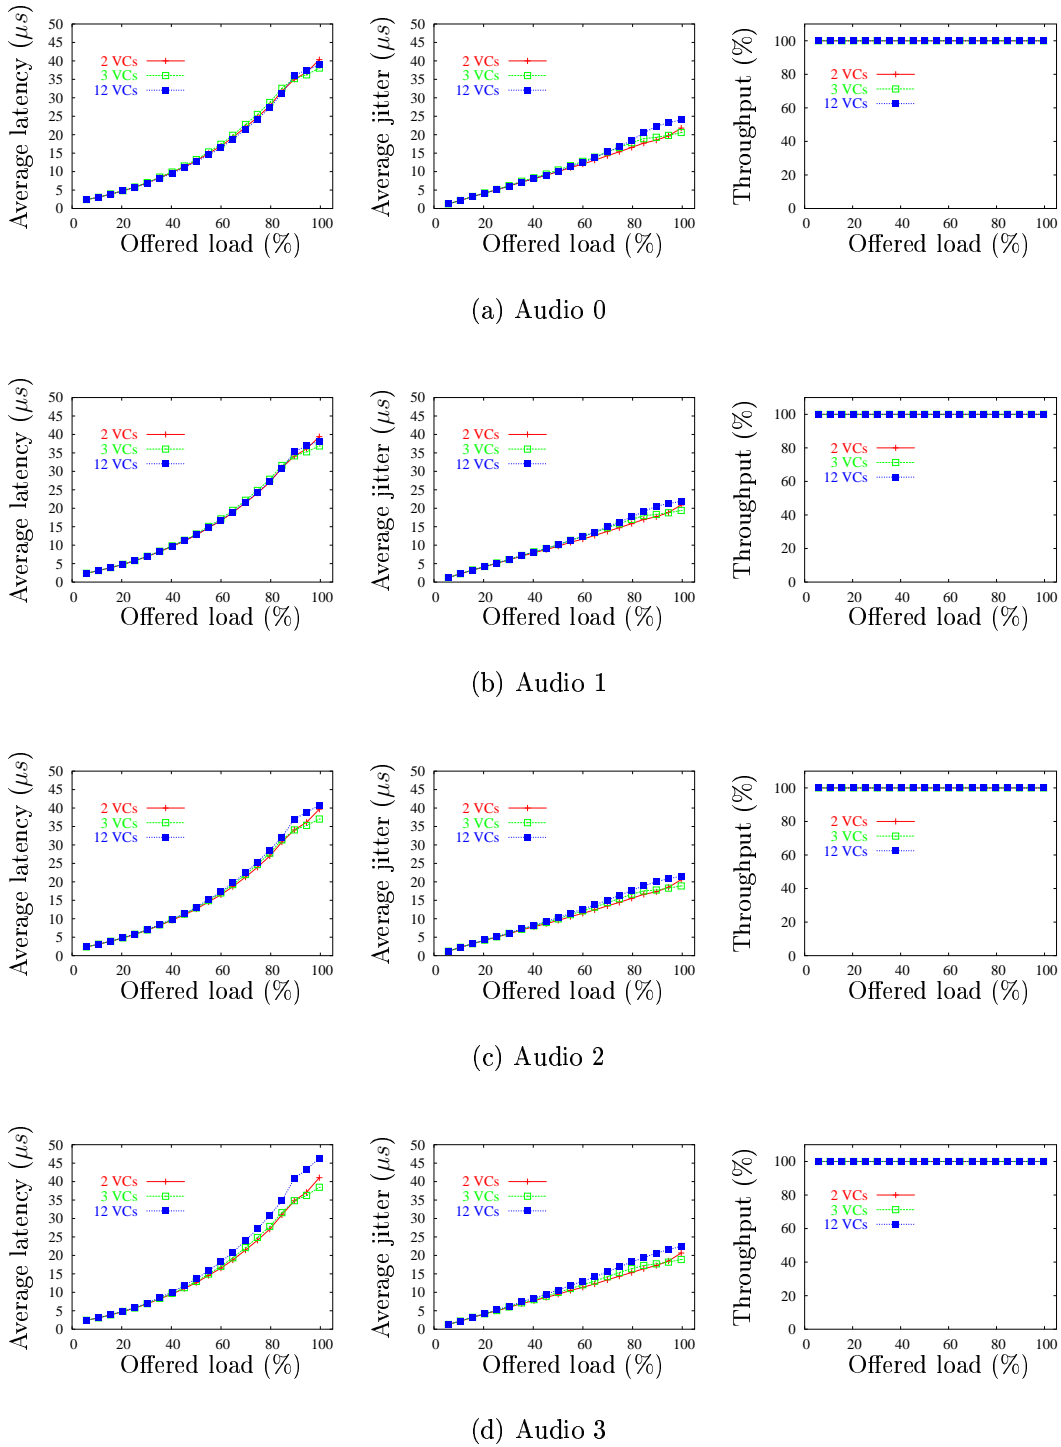 Average latency (μs)
50
45
40
35
30
25
20
15
10
5
0
2 VCs
3 VCs
12 VCs
0 20 40 60 80 100
Offered load (%)
Average jitter (μs)
50
45
40
35
30
25
20
15
10
5
0
2 VCs
3 VCs
12 VCs
0 20 40 60 80 100
Offered load (%)
Throughput (%)
100
80
60
40
20
0
2 VCs
3 VCs
12 VCs
0 20 40 60 80 100
Offered load (%)
(a) Audio 0
Average latency (μs)
50
45
40
35
30
25
20
15
10
5
0
2 VCs
3 VCs
12 VCs
0 20 40 60 80 100
Offered load (%)
Average jitter (μs)
50
45
40
35
30
25
20
15
10
5
0
2 VCs
3 VCs
12 VCs
0 20 40 60 80 100
Offered load (%)
Throughput (%)
100
80
60
40
20
0
2 VCs
3 VCs
12 VCs
0 20 40 60 80 100
Offered load (%)
(b) Audio 1
Average latency (μs)
50
45
40
35
30
25
20
15
10
5
0
2 VCs
3 VCs
12 VCs
0 20 40 60 80 100
Offered load (%)
Average jitter (μs)
50
45
40
35
30
25
20
15
10
5
0
2 VCs
3 VCs
12 VCs
0 20 40 60 80 100
Offered load (%)
Throughput (%)
100
80
60
40
20
0
2 VCs
3 VCs
12 VCs
0 20 40 60 80 100
Offered load (%)
(c) Audio 2
Average latency (μs)
50
45
40
35
30
25
20
15
10
5
0
2 VCs
3 VCs
12 VCs
0 20 40 60 80 100
Offered load (%)
Average jitter (μs)
50
45
40
35
30
25
20
15
10
5
0
2 VCs
3 VCs
12 VCs
0 20 40 60 80 100
Offered load (%)
Throughput (%)
100
80
60
40
20
0
2 VCs
3 VCs
12 VCs
0 20 40 60 80 100
Offered load (%)
(d) Audio 3